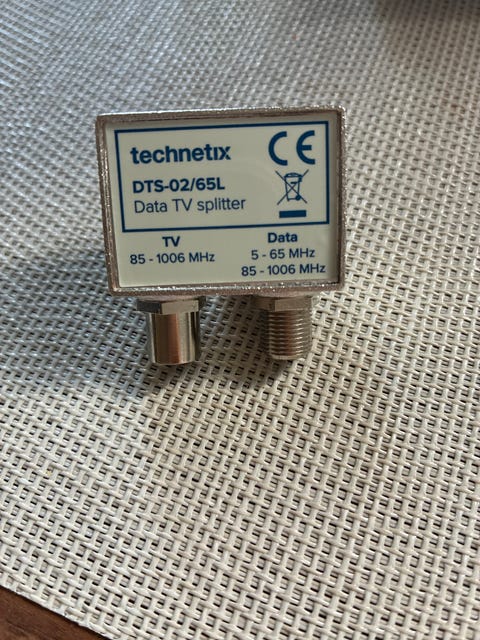 technetix
CE
DTS-02/65L
Data TV splitter
TV
85 - 1006 MHz
Data
5 - 65 MHz
85 - 1006 MHz